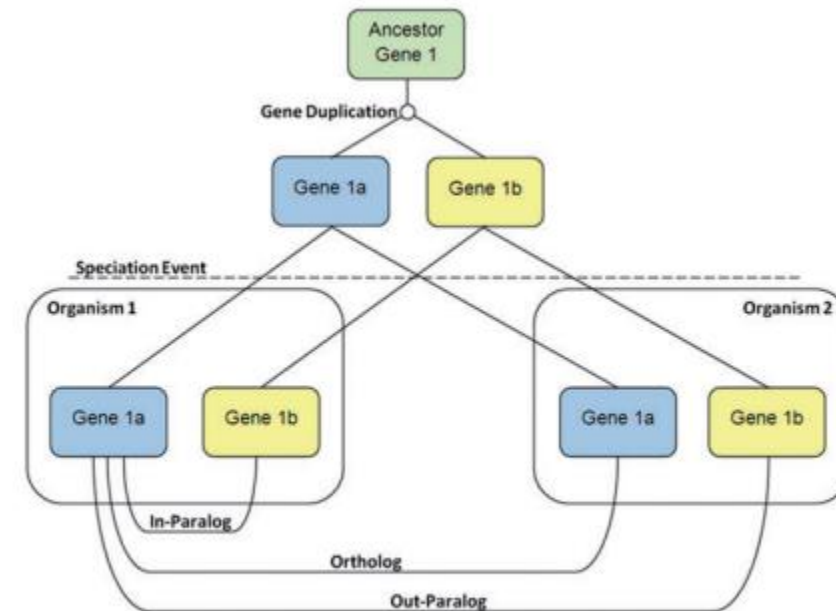 Ancestor
Gene 1
Gene Duplication
Gene 1a
Gene 1b
Speciation Event
Organism 1
Organism 2
Gene 1a
Gene 1b
Gene 1a
Gene 1b
In-Paralog
Ortholog
Out-Paralog